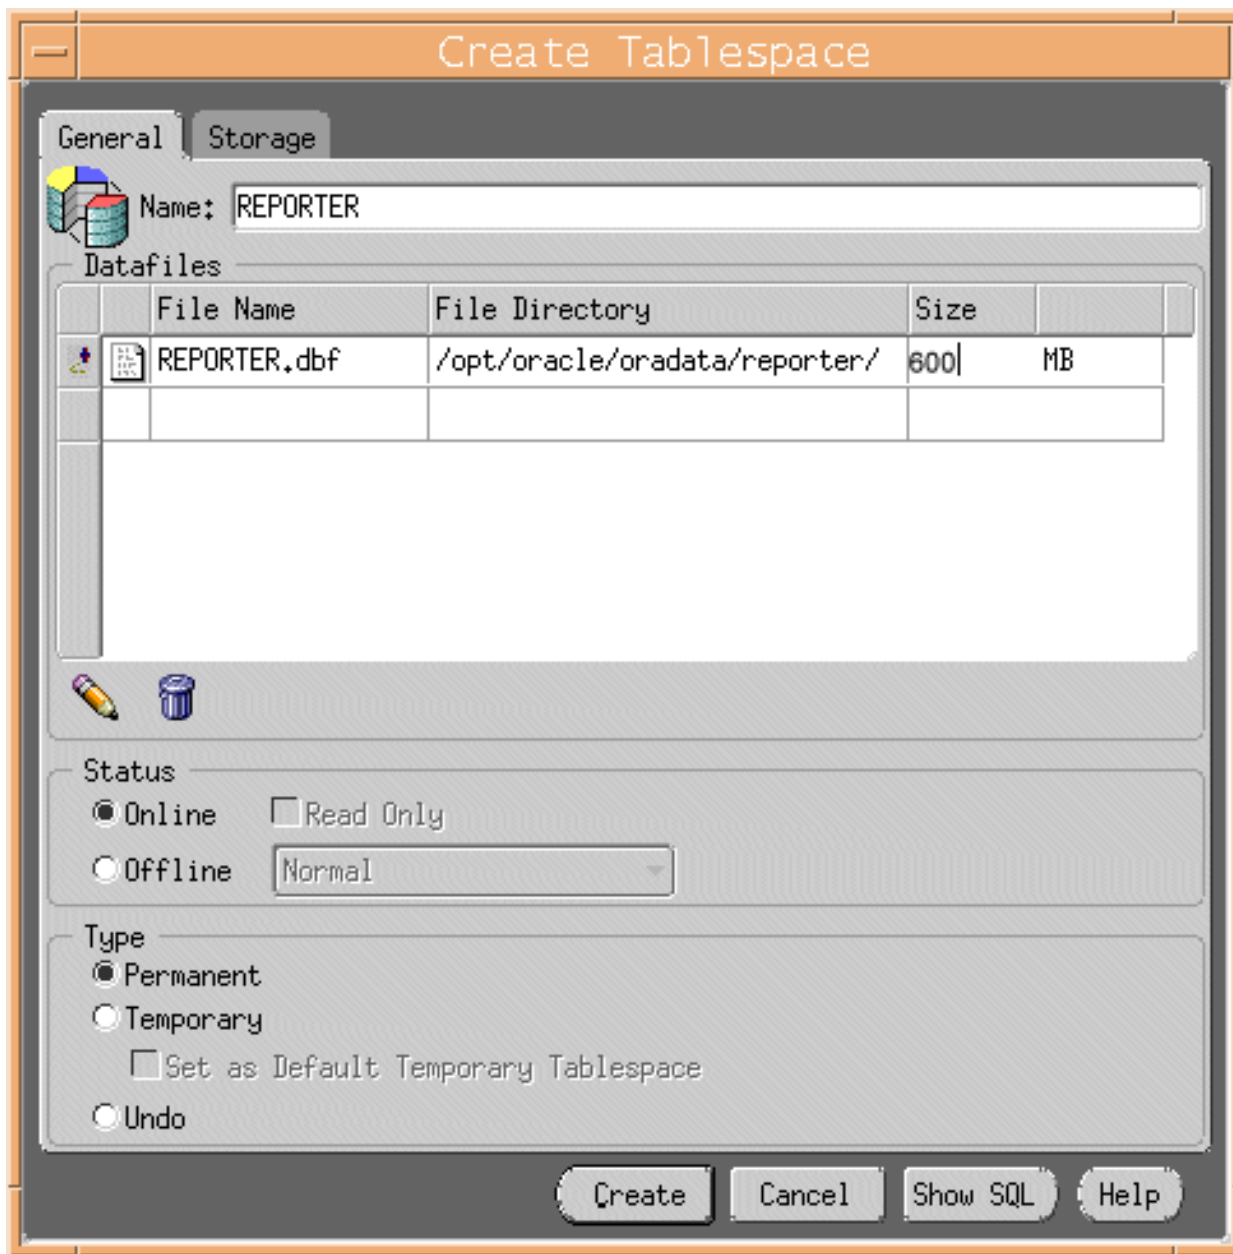 Create Tablespace
General Storage
Name: REPORTER
Datafiles
File Name File Directory Size
REPORTER.dbf /opt/oracle/oradata/reporter/ 600 MB
Status
Online Read Only
Offline Normal
Type
Permanent
Temporary
Set as Default Temporary Tablespace
Undo
Create Cancel Show SQL Help